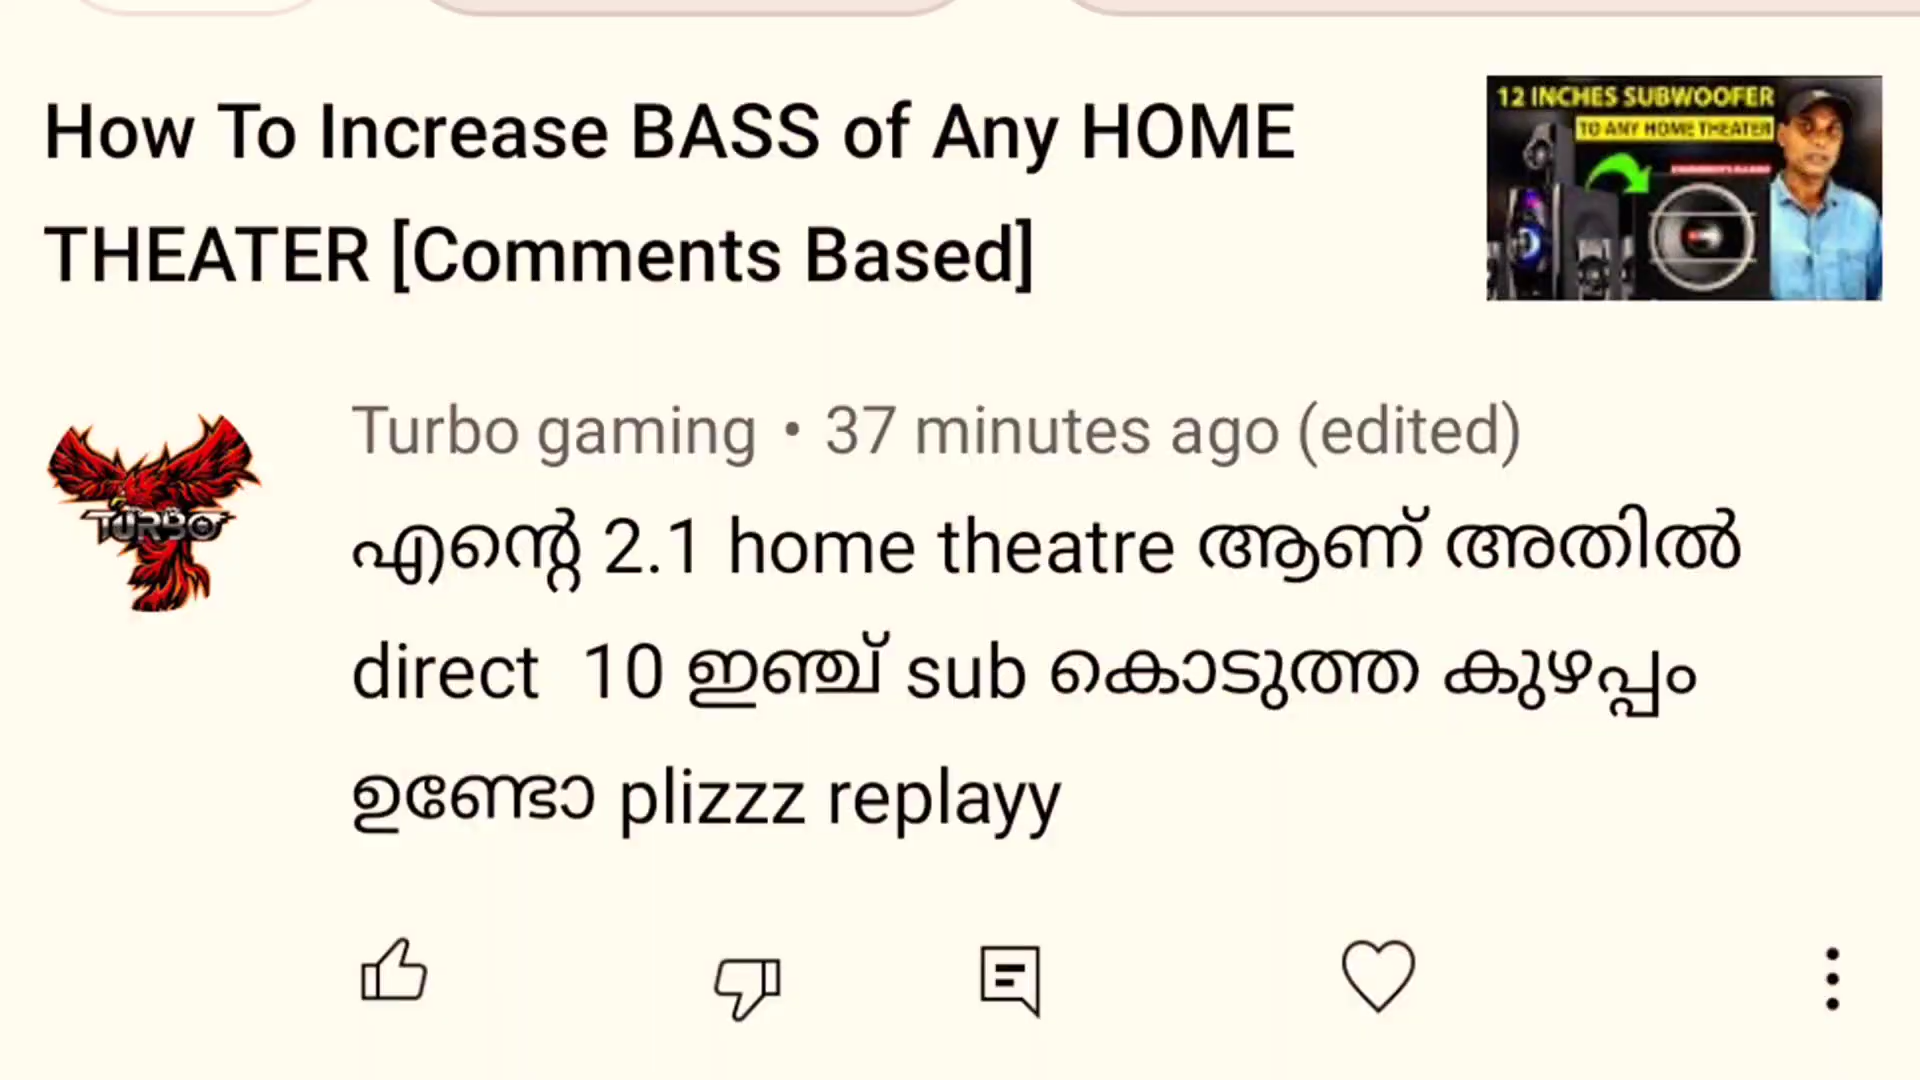 How To Increase BASS of Any HOME
THEATER [Comments Based]
12 INCHES SUBWOOFER
TO ANY HOME THEATER
Turbo gaming • 37 minutes ago (edited)
TURBO
എന്റെ 2.1 home theatre ആണ് അതിൽ
direct  10 ഇഞ്ച് sub കൊടുത്ത കുഴപ്പം
ഉണ്ടോ plizzz replayy